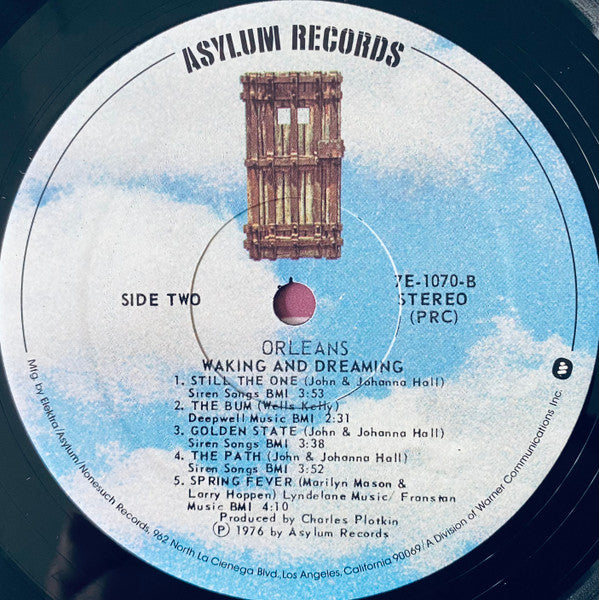 ASYLUM RECORDS
SIDE TWO
7E-1070-B
STEREO
(PRC)
ORLEANS
WAKING AND DREAMING
1. STILL THE ONE (John & Johanna Hall)
Siren Songs BMI 3:53
2. THE BUM (Wells Kelly)
Deepwell Music BMI 2:31
3. GOLDEN STATE (John & Johanna Hall)
Siren Songs BMI 3:38
4. THE PATH (John & Johanna Hall)
Siren Songs BMI 3:52
5. SPRING FEVER (Marilyn Mason &
Larry Hoppen) Lyndelane Music/ Franstan
Music BMI 4:10
Produced by Charles Plotkin
Ⓟ 1976 by Asylum Records
Mfg by Elektra/Asylum/Nonesuch Records, 962 North La Cienega Blvd., Los Angeles, California 90069/A Division of Warner Communications Inc.